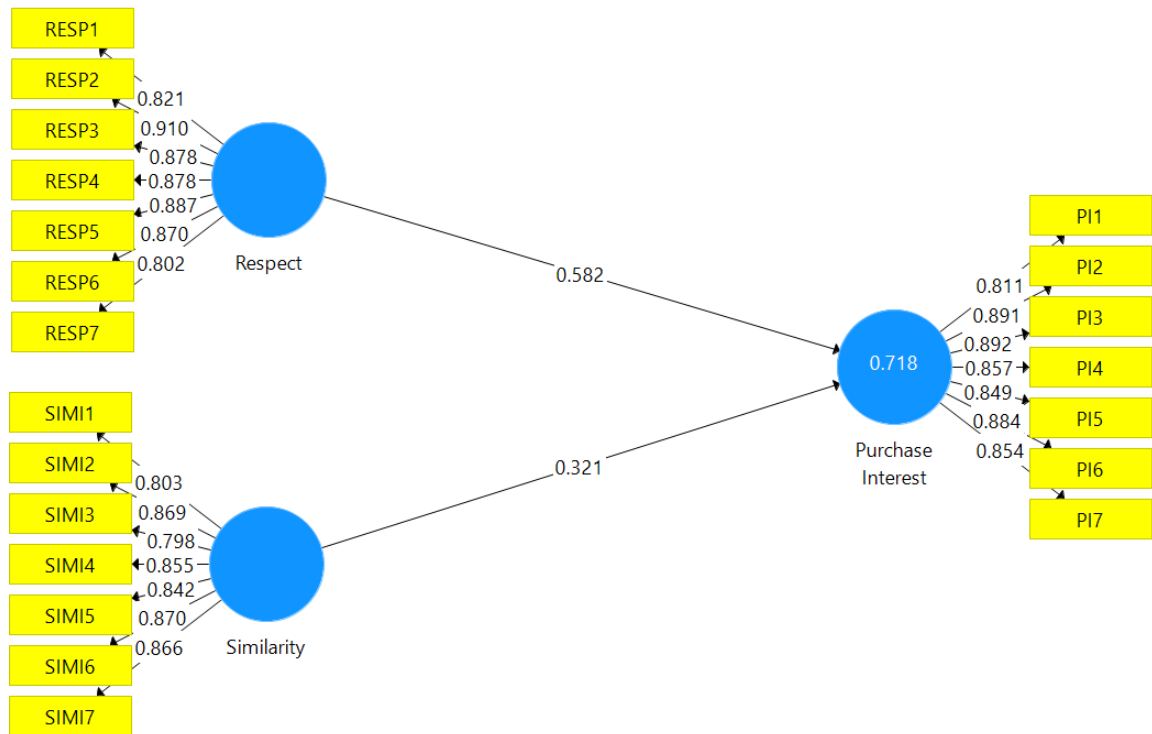 RESP1
RESP2
RESP3
RESP4
RESP5
RESP6
RESP7
0.821
0.910
0.878
0.878
0.887
0.870
0.802
Respect
SIMI1
SIMI2
SIMI3
SIMI4
SIMI5
SIMI6
SIMI7
0.803
0.869
0.798
0.855
0.842
0.870
0.866
Similarity
0.582
0.321
0.718
Purchase
Interest
0.811
0.891
0.892
0.857
0.849
0.884
0.854
PI1
PI2
PI3
PI4
PI5
PI6
PI7